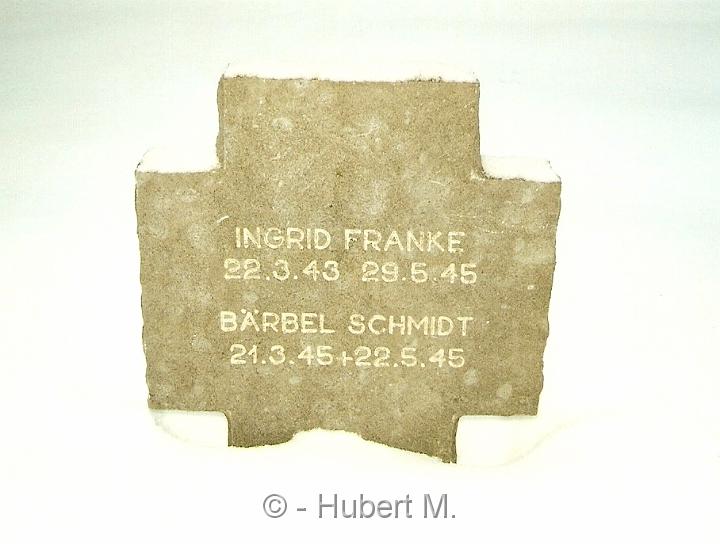 INGRID FRANKE
22.3.43 29.5.45
BÄRBEL SCHMIDT
21.3.45+22.5.45
© - Hubert M.